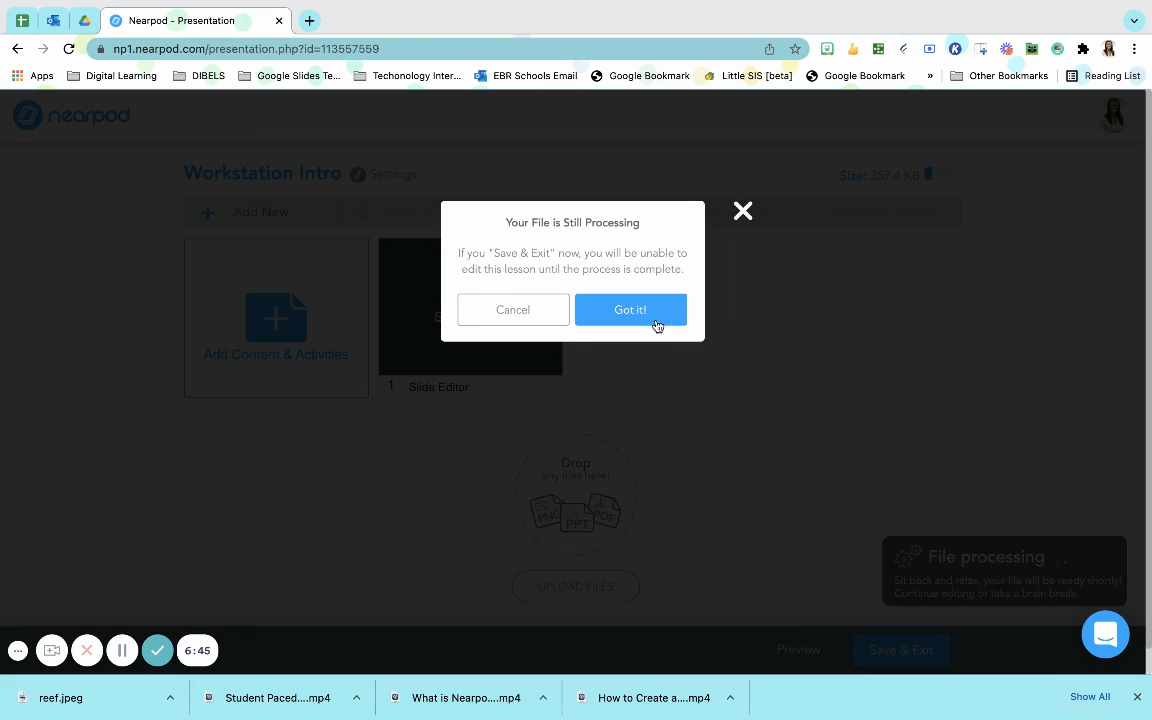 Nearpod - Presentation
np1.nearpod.com/presentation.php?id=113557559
Apps
Digital Learning
DIBELS
Google Slides Te...
Techonology Inter...
EBR Schools Email
Google Bookmark
Little SIS [beta]
Google Bookmark
»
Other Bookmarks
Reading List
nearpod
Workstation Intro
Settings
Size: 357.4 KB
Add New
Your File is Still Processing
If you "Save & Exit" now, you will be unable to
edit this lesson until the process is complete.
Cancel
Got it!
Add Content & Activities
1 Slide Editor
Drop
any files here!
PNG
PPT
PDF
UPLOAD FILES
File processing . ,
Sit back and relax, your file will be ready shortly!
Continue editing or take a brain break.
6:45
Preview
Save & Exit
reef.jpeg
Student Paced....mp4
What is Nearpo....mp4
How to Create a....mp4
Show All